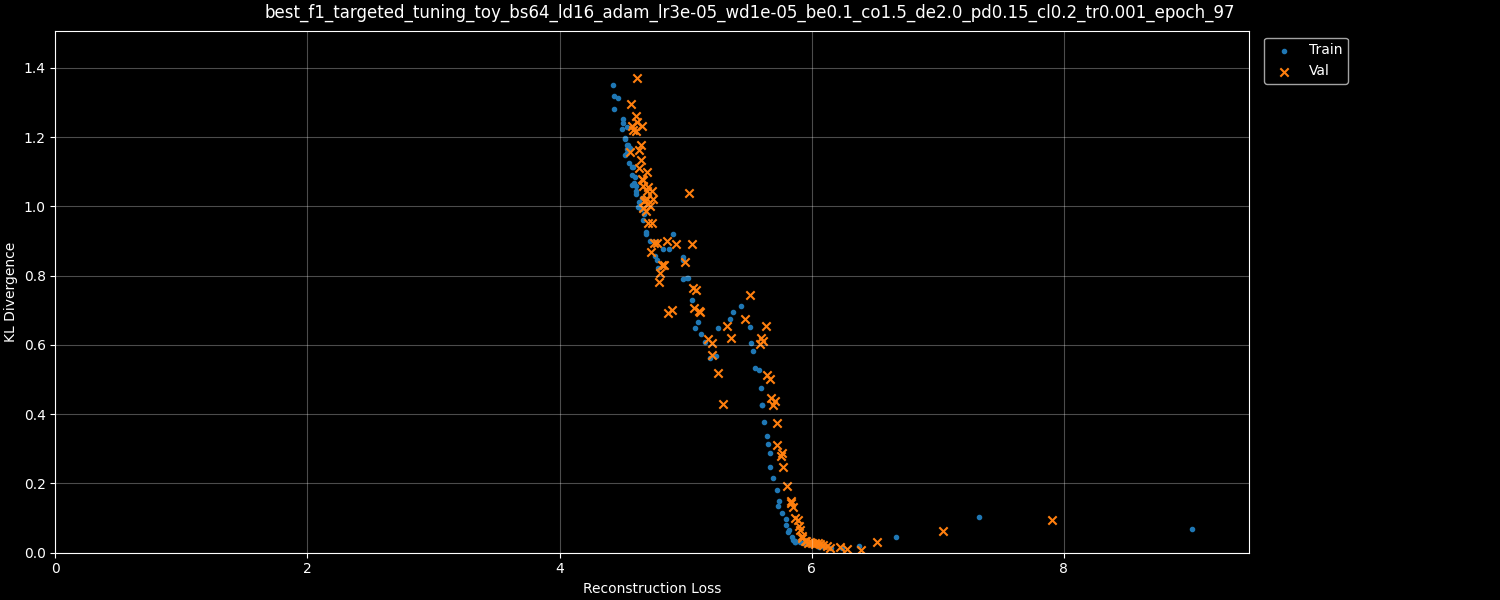 best_f1_targeted_tuning_toy_bs64_ld16_adam_lr3e-05_wd1e-05_be0.1_co1.5_de2.0_pd0.15_cl0.2_tr0.001_epoch_97
Train
Val
1.4
1.2
1.0
0.8
0.6
0.4
0.2
0.0
KL Divergence
0
2
4
6
8
Reconstruction Loss